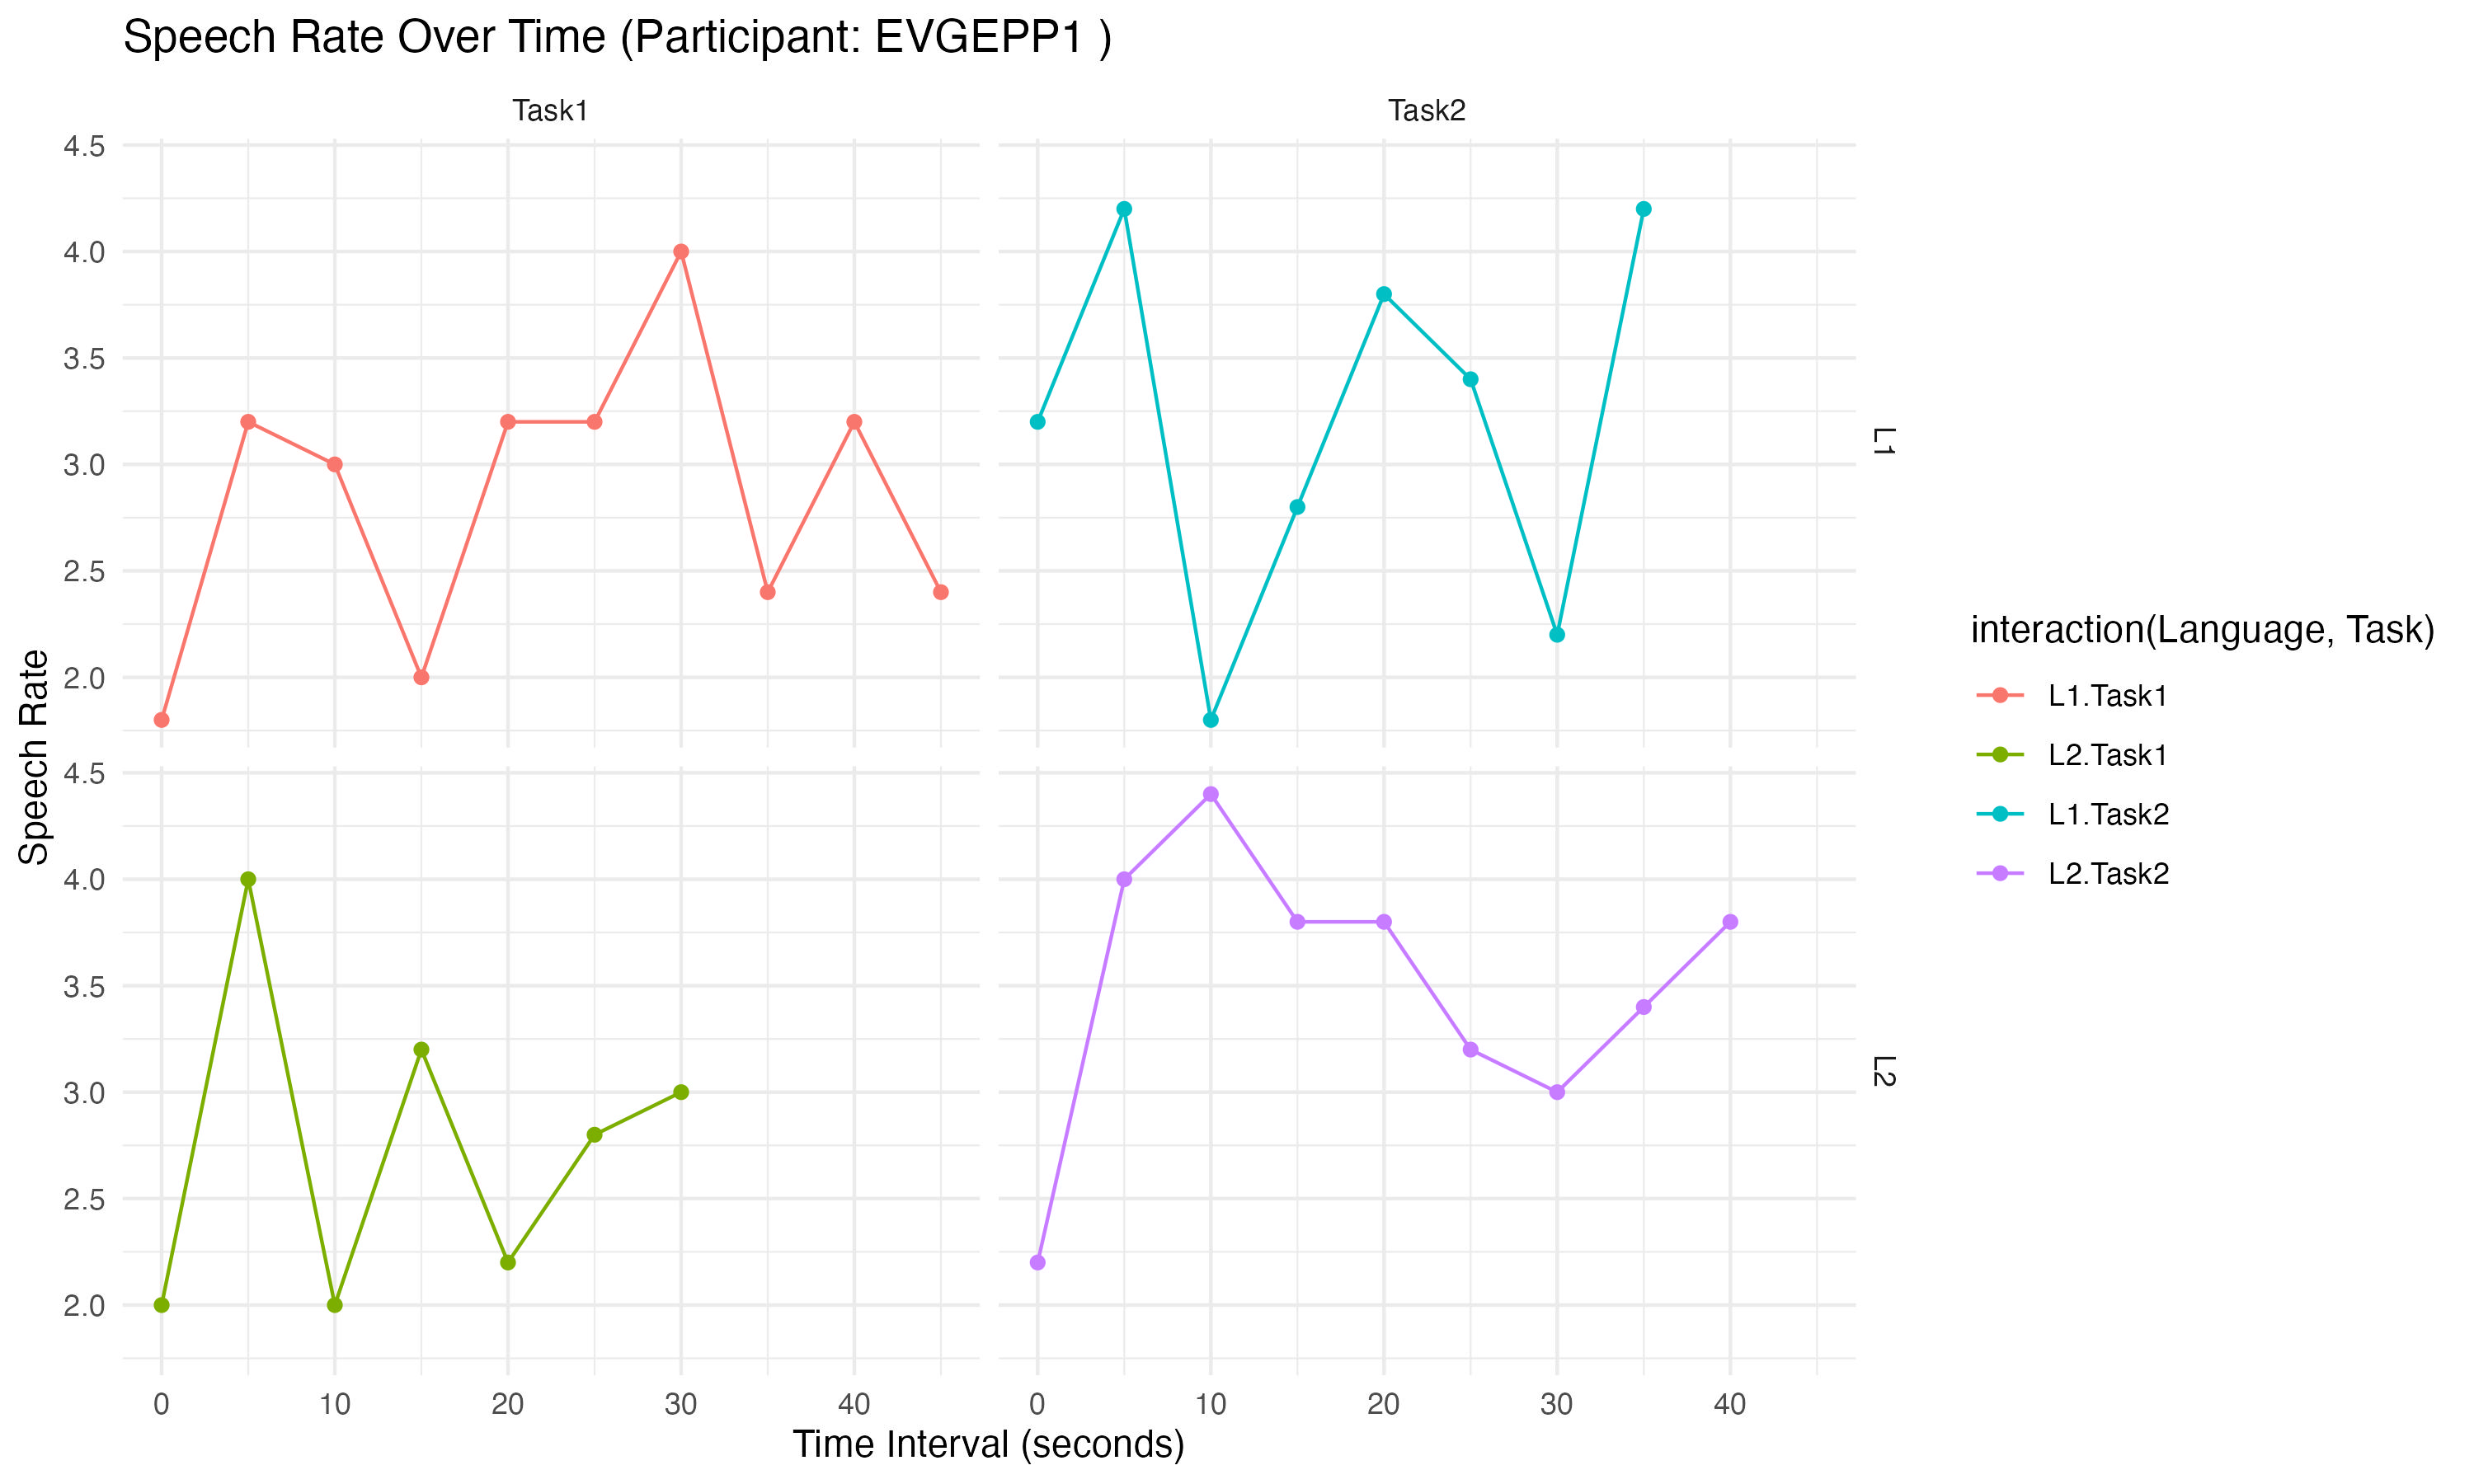 Speech Rate Over Time (Participant: EVGEPP1 )
Task1
Task2
4.5
4.0
3.5
3.0
2.5
2.0
L1
4.5
4.0
3.5
3.0
2.5
2.0
L2
Speech Rate
0 10 20 30 40
0 10 20 30 40
Time Interval (seconds)
interaction(Language, Task)
L1.Task1
L2.Task1
L1.Task2
L2.Task2